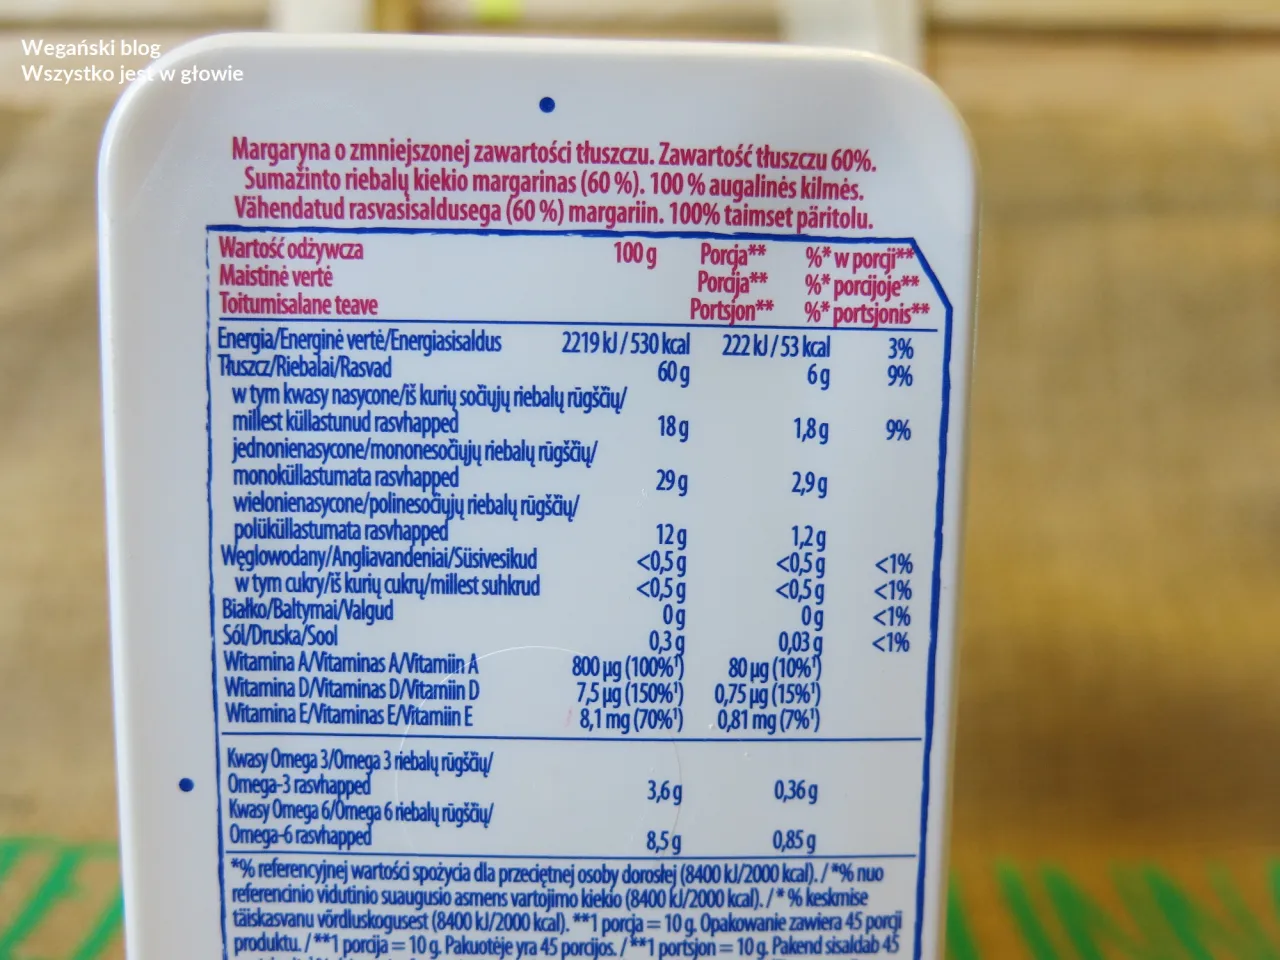 Wegański blog
Wszystko jest w głowie
Margaryna o zmniejszonej zawartości tłuszczu. Zawartość tłuszczu 60%.
Sumažinto riebalų kiekio margarinas (60 %). 100 % augalinės kilmės.
Vähendatud rasvasisaldusega (60 %) margariin. 100% taimset päritolu.
Wartość odżywcza 100 g Porcja** %* w porcji**
Maistinė vertė Porcija** %* porcijoje**
Toitumisalane teave Portsjon** %* portsjonis**
Energia/Energinė vertė/Energiasisaldus 2219 kJ / 530 kcal 222 kJ / 53 kcal 3%
Tłuszcz/Riebalai/Rasvad 60 g 6 g 9%
w tym kwasy nasycone/iš kurių sočiųjų riebalų rūgščių/
millest küllastunud rasvhapped 18 g 1,8 g 9%
jednonienasycone/mononesočiųjų riebalų rūgščių/
monoküllastumata rasvhapped 29 g 2,9 g
wielonienasycone/polinesočiųjų riebalų rūgščių/
polüküllastumata rasvhapped 12 g 1,2 g
Węglowodany/Angliavandeniai/Süsivesikud <0,5 g <0,5 g <1%
w tym cukry/iš kurių cukrų/millest suhkrud <0,5 g <0,5 g <1%
Białko/Baltymai/Valgud 0 g 0 g <1%
Sól/Druska/Sool 0,3 g 0,03 g <1%
Witamina A/Vitaminas A/Vitamiin A 800 µg (100%¹) 80 µg (10%¹)
Witamina D/Vitaminas D/Vitamiin D 7,5 µg (150%¹) 0,75 µg (15%¹)
Witamina E/Vitaminas E/Vitamiin E 8,1 mg (70%¹) 0,81 mg (7%¹)
Kwasy Omega 3/Omega 3 riebalų rūgščių/
Omega-3 rasvhapped 3,6 g 0,36 g
Kwasy Omega 6/Omega 6 riebalų rūgščių/
Omega-6 rasvhapped 8,5 g 0,85 g
*% referencyjnej wartości spożycia dla przeciętnej osoby dorosłej (8400 kJ/2000 kcal). / *% nuo
referencinio vidutinio suaugusio asmens vartojimo kiekio (8400 kJ/2000 kcal). / * % keskmise
täiskasvanu võrdluskogusest (8400 kJ/2000 kcal). **1 porcja = 10 g. Opakowanie zawiera 45 porcji
produktu. / **1 porcija = 10 g. Pakuotėje yra 45 porcijos. / **1 portsjon = 10 g. Pakend sisaldab 45